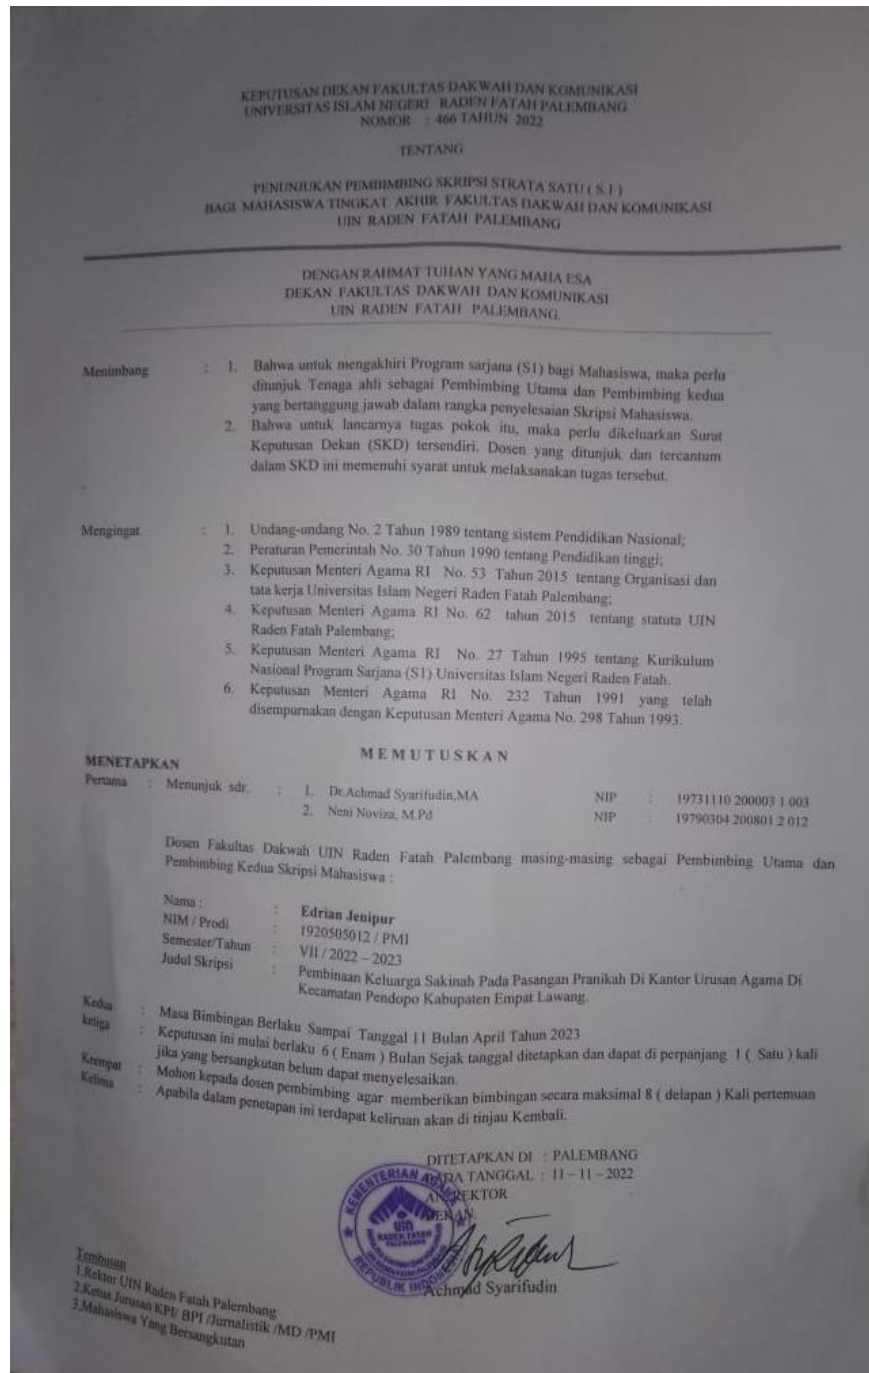 KEPUTUSAN DEKAN FAKULTAS DAKWAH DAN KOMUNIKASI
UNIVERSITAS ISLAM NEGERI RADEN FATAH PALEMBANG
NOMOR : 466 TAHUN 2022
TENTANG
PENUNJUKAN PEMBIMBING SKRIPSI STRATA SATU ( S.1 )
BAGI MAHASISWA TINGKAT AKHIR FAKULTAS DAKWAH DAN KOMUNIKASI
UIN RADEN FATAH PALEMBANG
DENGAN RAHMAT TUHAN YANG MAHA ESA
DEKAN FAKULTAS DAKWAH DAN KOMUNIKASI
UIN RADEN FATAH PALEMBANG.
Menimbang : 1. Bahwa untuk mengakhiri Program sarjana (S1) bagi Mahasiswa, maka perlu
ditunjuk Tenaga ahli sebagai Pembimbing Utama dan Pembimbing kedua
yang bertanggung jawab dalam rangka penyelesaian Skripsi Mahasiswa.
2. Bahwa untuk lancarnya tugas pokok itu, maka perlu dikeluarkan Surat
Keputusan Dekan (SKD) tersendiri. Dosen yang ditunjuk dan tercantum
dalam SKD ini memenuhi syarat untuk melaksanakan tugas tersebut.
Mengingat : 1. Undang-undang No. 2 Tahun 1989 tentang sistem Pendidikan Nasional;
2. Peraturan Pemerintah No. 30 Tahun 1990 tentang Pendidikan tinggi;
3. Keputusan Menteri Agama RI No. 53 Tahun 2015 tentang Organisasi dan
tata kerja Universitas Islam Negeri Raden Fatah Palembang;
4. Keputusan Menteri Agama RI No. 62 tahun 2015 tentang statuta UIN
Raden Fatah Palembang;
5. Keputusan Menteri Agama RI No. 27 Tahun 1995 tentang Kurikulum
Nasional Program Sarjana (S1) Universitas Islam Negeri Raden Fatah.
6. Keputusan Menteri Agama RI No. 232 Tahun 1991 yang telah
disempurnakan dengan Keputusan Menteri Agama No. 298 Tahun 1993.
MEMUTUSKAN
MENETAPKAN
Pertama : Menunjuk sdr. : 1. Dr.Achmad Syarifudin,MA NIP : 19731110 200003 1 003
2. Neni Noviza, M.Pd NIP : 19790304 200801 2 012
Dosen Fakultas Dakwah UIN Raden Fatah Palembang masing-masing sebagai Pembimbing Utama dan
Pembimbing Kedua Skripsi Mahasiswa :
Nama : : Edrian Jenipur
NIM / Prodi : 1920505012 / PMI
Semester/Tahun : VII / 2022 – 2023
Judul Skripsi : Pembinaan Keluarga Sakinah Pada Pasangan Pranikah Di Kantor Urusan Agama Di
Kecamatan Pendopo Kabupaten Empat Lawang.
Kedua : Masa Bimbingan Berlaku Sampai Tanggal 11 Bulan April Tahun 2023
ketiga : Keputusan ini mulai berlaku 6 ( Enam ) Bulan Sejak tanggal ditetapkan dan dapat di perpanjang 1 ( Satu ) kali
jika yang bersangkutan belum dapat menyelesaikan.
Keempat : Mohon kepada dosen pembimbing agar memberikan bimbingan secara maksimal 8 ( delapan ) Kali pertemuan
Kelima : Apabila dalam penetapan ini terdapat keliruan akan di tinjau Kembali.
DITETAPKAN DI : PALEMBANG
PADA TANGGAL : 11 – 11 – 2022
AN REKTOR
DEKAN,
KEMENTERIAN AGAMA
UIN
RADEN FATAH
PALEMBANG
REPUBLIK INDONESIA
Achmad Syarifudin
Tembusan
1.Rektor UIN Raden Fatah Palembang
2.Ketua Jurusan KPI/ BPI /Jurnalistik /MD /PMI
3.Mahasiswa Yang Bersangkutan